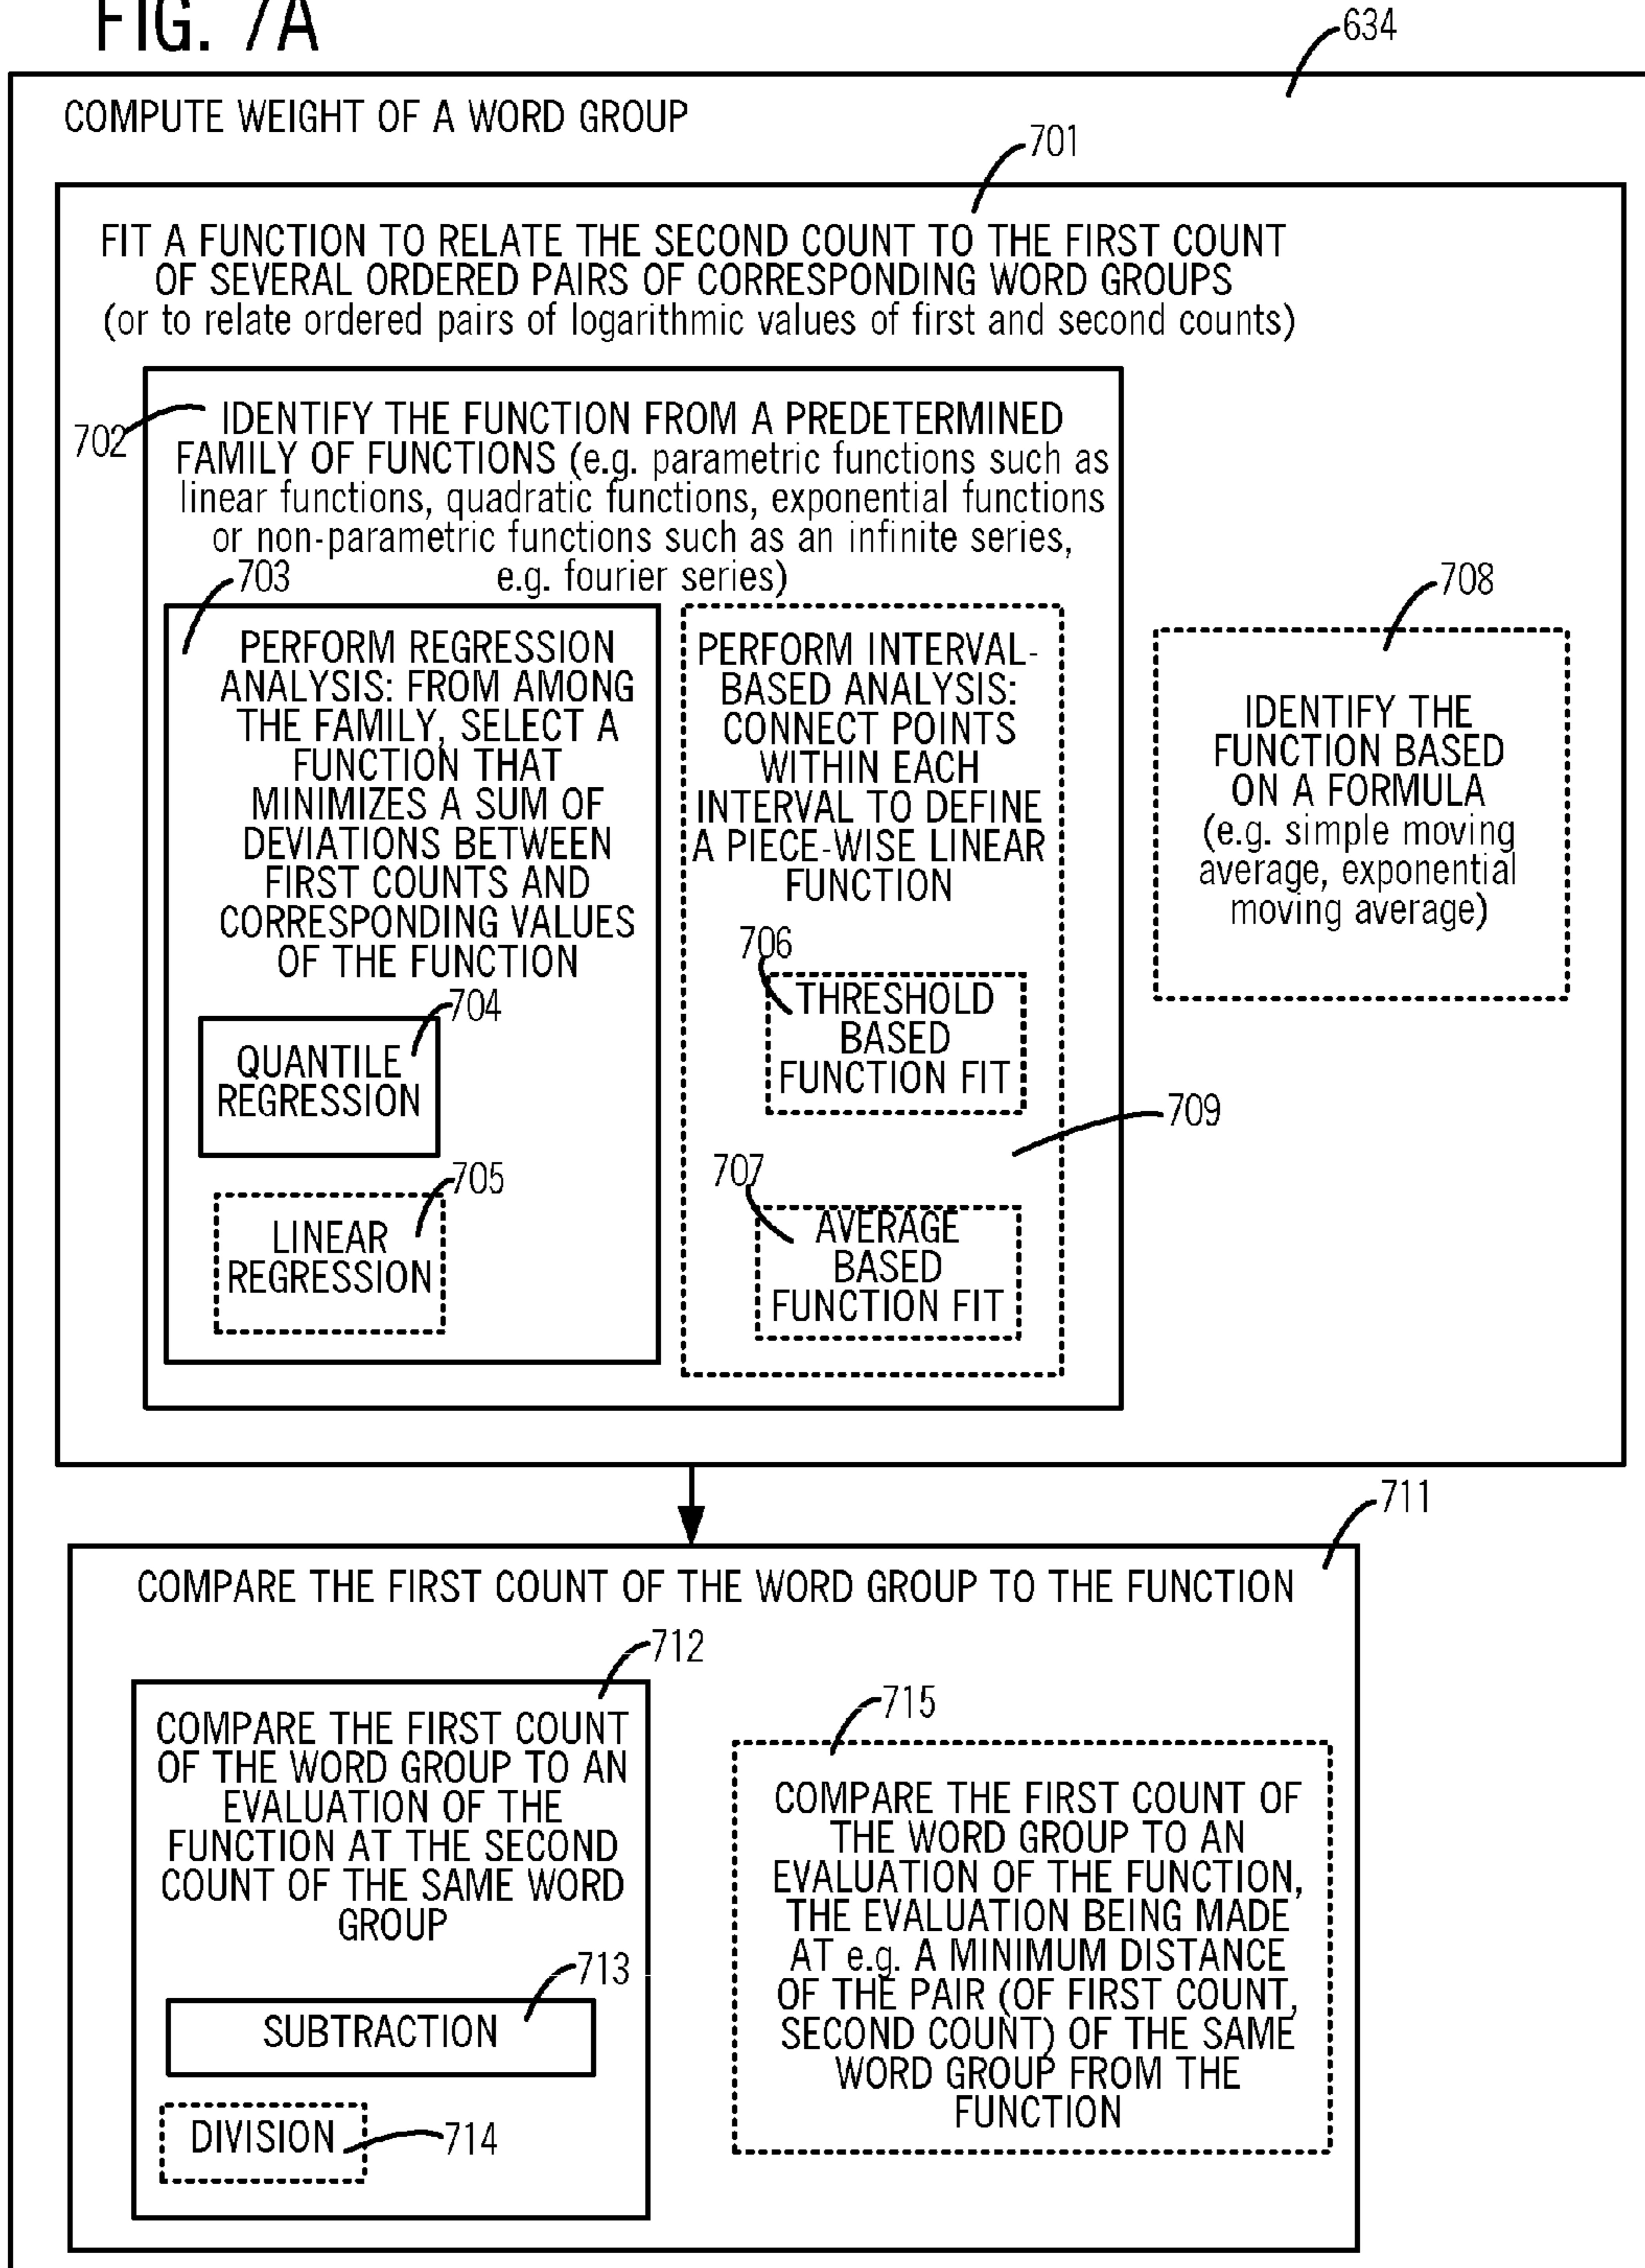 FIG. 7A
634
COMPUTE WEIGHT OF A WORD GROUP
701
FIT A FUNCTION TO RELATE THE SECOND COUNT TO THE FIRST COUNT
OF SEVERAL ORDERED PAIRS OF CORRESPONDING WORD GROUPS
(or to relate ordered pairs of logarithmic values of first and second counts)
702
IDENTIFY THE FUNCTION FROM A PREDETERMINED
FAMILY OF FUNCTIONS (e.g. parametric functions such as
linear functions, quadratic functions, exponential functions
or non-parametric functions such as an infinite series,
e.g. fourier series)
703
PERFORM REGRESSION
ANALYSIS: FROM AMONG
THE FAMILY, SELECT A
FUNCTION THAT
MINIMIZES A SUM OF
DEVIATIONS BETWEEN
FIRST COUNTS AND
CORRESPONDING VALUES
OF THE FUNCTION
704
QUANTILE
REGRESSION
705
LINEAR
REGRESSION
PERFORM INTERVAL-
BASED ANALYSIS:
CONNECT POINTS
WITHIN EACH
INTERVAL TO DEFINE
A PIECE-WISE LINEAR
FUNCTION
706
THRESHOLD
BASED
FUNCTION FIT
709
707
AVERAGE
BASED
FUNCTION FIT
708
IDENTIFY THE
FUNCTION BASED
ON A FORMULA
(e.g. simple moving
average, exponential
moving average)
711
COMPARE THE FIRST COUNT OF THE WORD GROUP TO THE FUNCTION
712
COMPARE THE FIRST COUNT
OF THE WORD GROUP TO AN
EVALUATION OF THE
FUNCTION AT THE SECOND
COUNT OF THE SAME WORD
GROUP
713
SUBTRACTION
DIVISION
714
715
COMPARE THE FIRST COUNT OF
THE WORD GROUP TO AN
EVALUATION OF THE FUNCTION,
THE EVALUATION BEING MADE
AT e.g. A MINIMUM DISTANCE
OF THE PAIR (OF FIRST COUNT,
SECOND COUNT) OF THE SAME
WORD GROUP FROM THE
FUNCTION